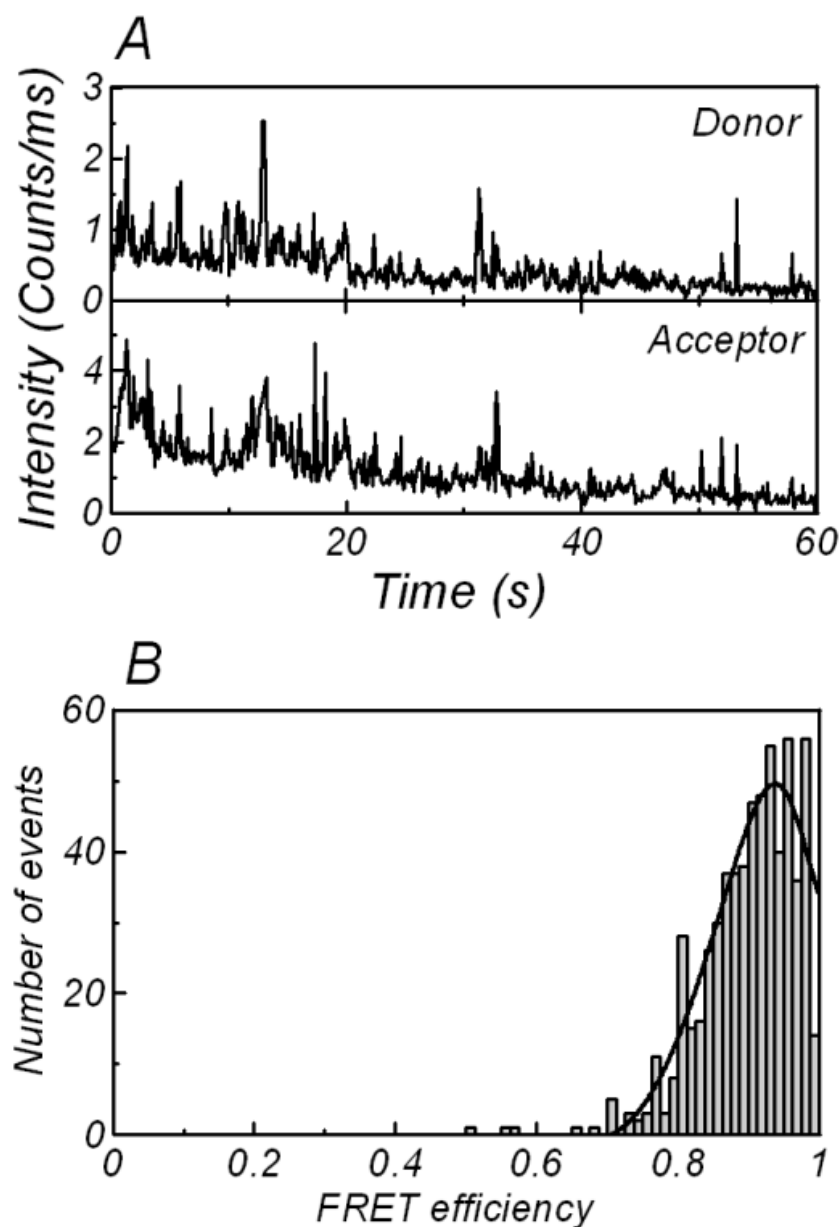 A
Intensity (Counts/ms)
3
2
1
0
Donor
4
2
0
Acceptor
0 20 40 60
Time (s)
B
Number of events
60
40
20
0
0 0.2 0.4 0.6 0.8 1
FRET efficiency